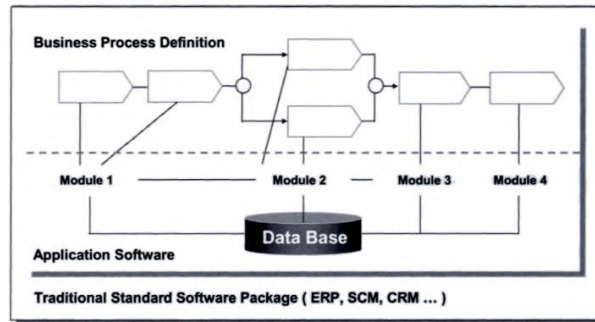 Business Process Definition
Module 1
Module 2
Module 3
Module 4
Data Base
Application Software
Traditional Standard Software Package ( ERP, SCM, CRM ... )